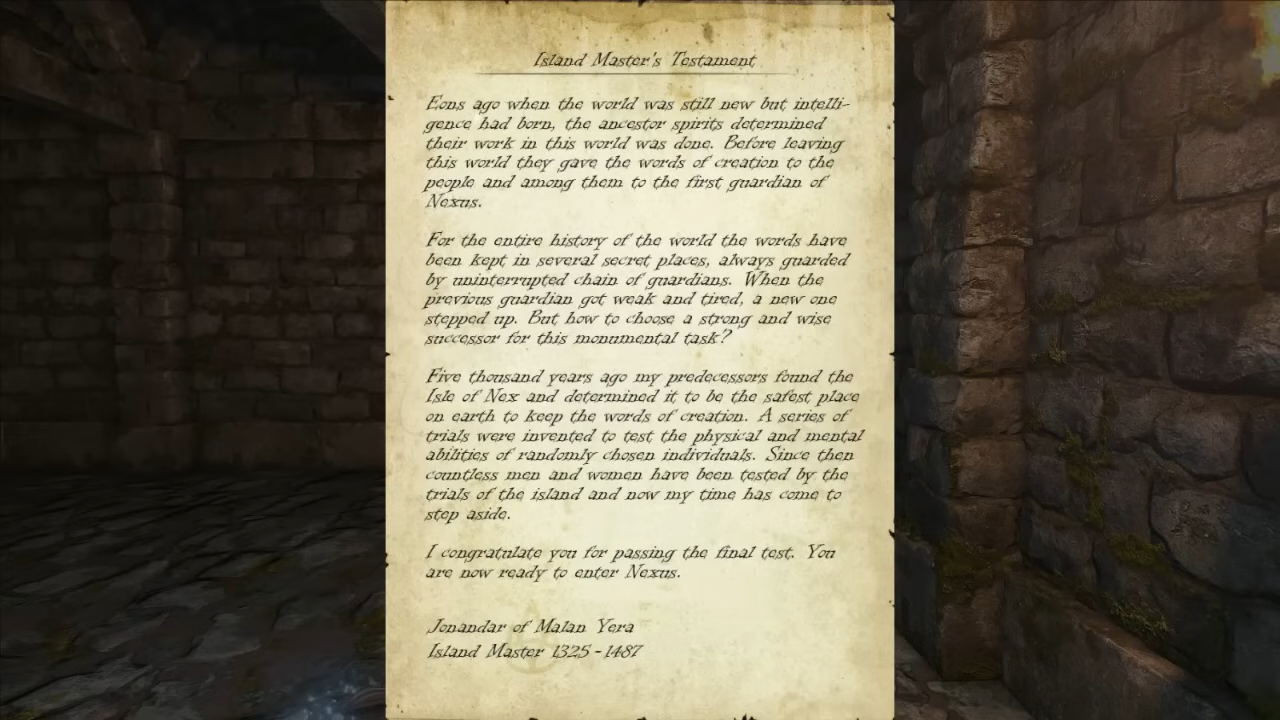 Island Master's Testament
Eons ago when the world was still new but intelli-
gence had born, the ancestor spirits determined
their work in this world was done. Before leaving
this world they gave the words of creation to the
people and among them to the first guardian of
Nexus.
For the entire history of the world the words have
been kept in several secret places, always guarded
by uninterrupted chain of guardians. When the
previous guardian got weak and tired, a new one
stepped up. But how to choose a strong and wise
successor for this monumental task?
Five thousand years ago my predecessors found the
Isle of Nex and determined it to be the safest place
on earth to keep the words of creation. A series of
trials were invented to test the physical and mental
abilities of randomly chosen individuals. Since then
countless men and women have been tested by the
trials of the island and now my time has come to
step aside.
I congratulate you for passing the final test. You
are now ready to enter Nexus.
Jonandar of Malan Yera
Island Master 1325 - 1487